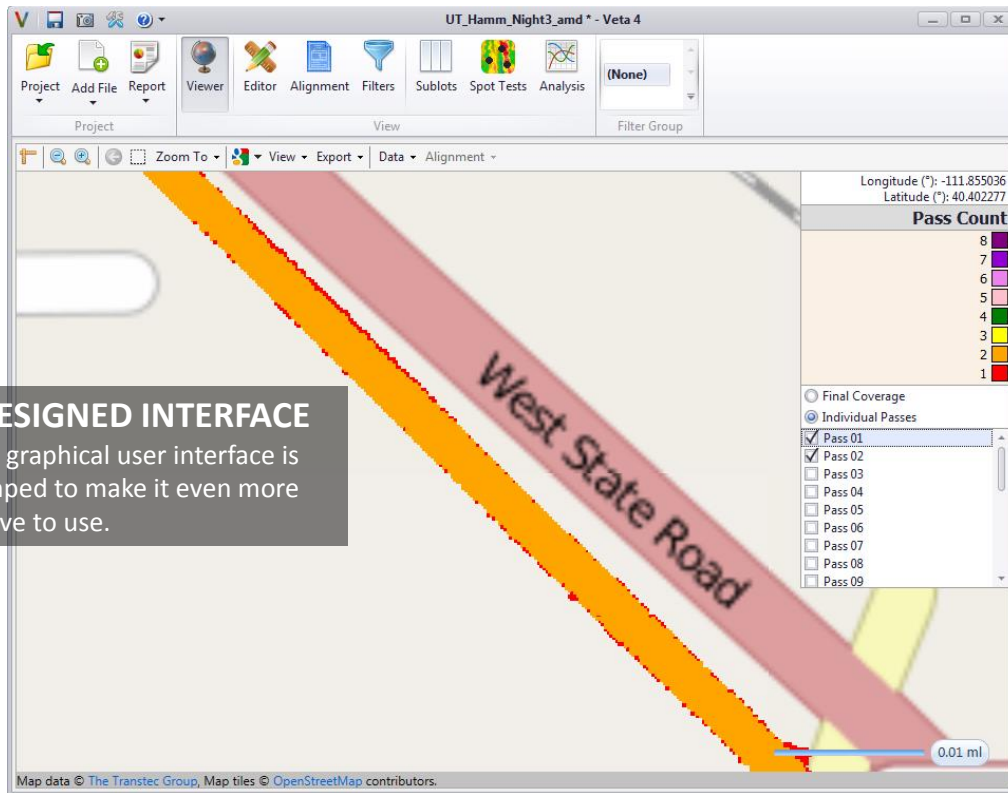 UT_Hamm_Night3_amd * - Veta 4
Project Add File Report Viewer Editor Alignment Filters Sublots Spot Tests Analysis (None)
Project View Filter Group
Zoom To View Export Data Alignment
Longitude (°): -111.855036
Latitude (°): 40.402277
Pass Count
8
7
6
5
4
3
2
1
Final Coverage
Individual Passes
Pass 01
Pass 02
Pass 03
Pass 04
Pass 05
Pass 06
Pass 07
Pass 08
Pass 09
ESIGNED INTERFACE
graphical user interface is
ped to make it even more
ve to use.
West State Road
0.01 ml
Map data © The Transtec Group, Map tiles © OpenStreetMap contributors.